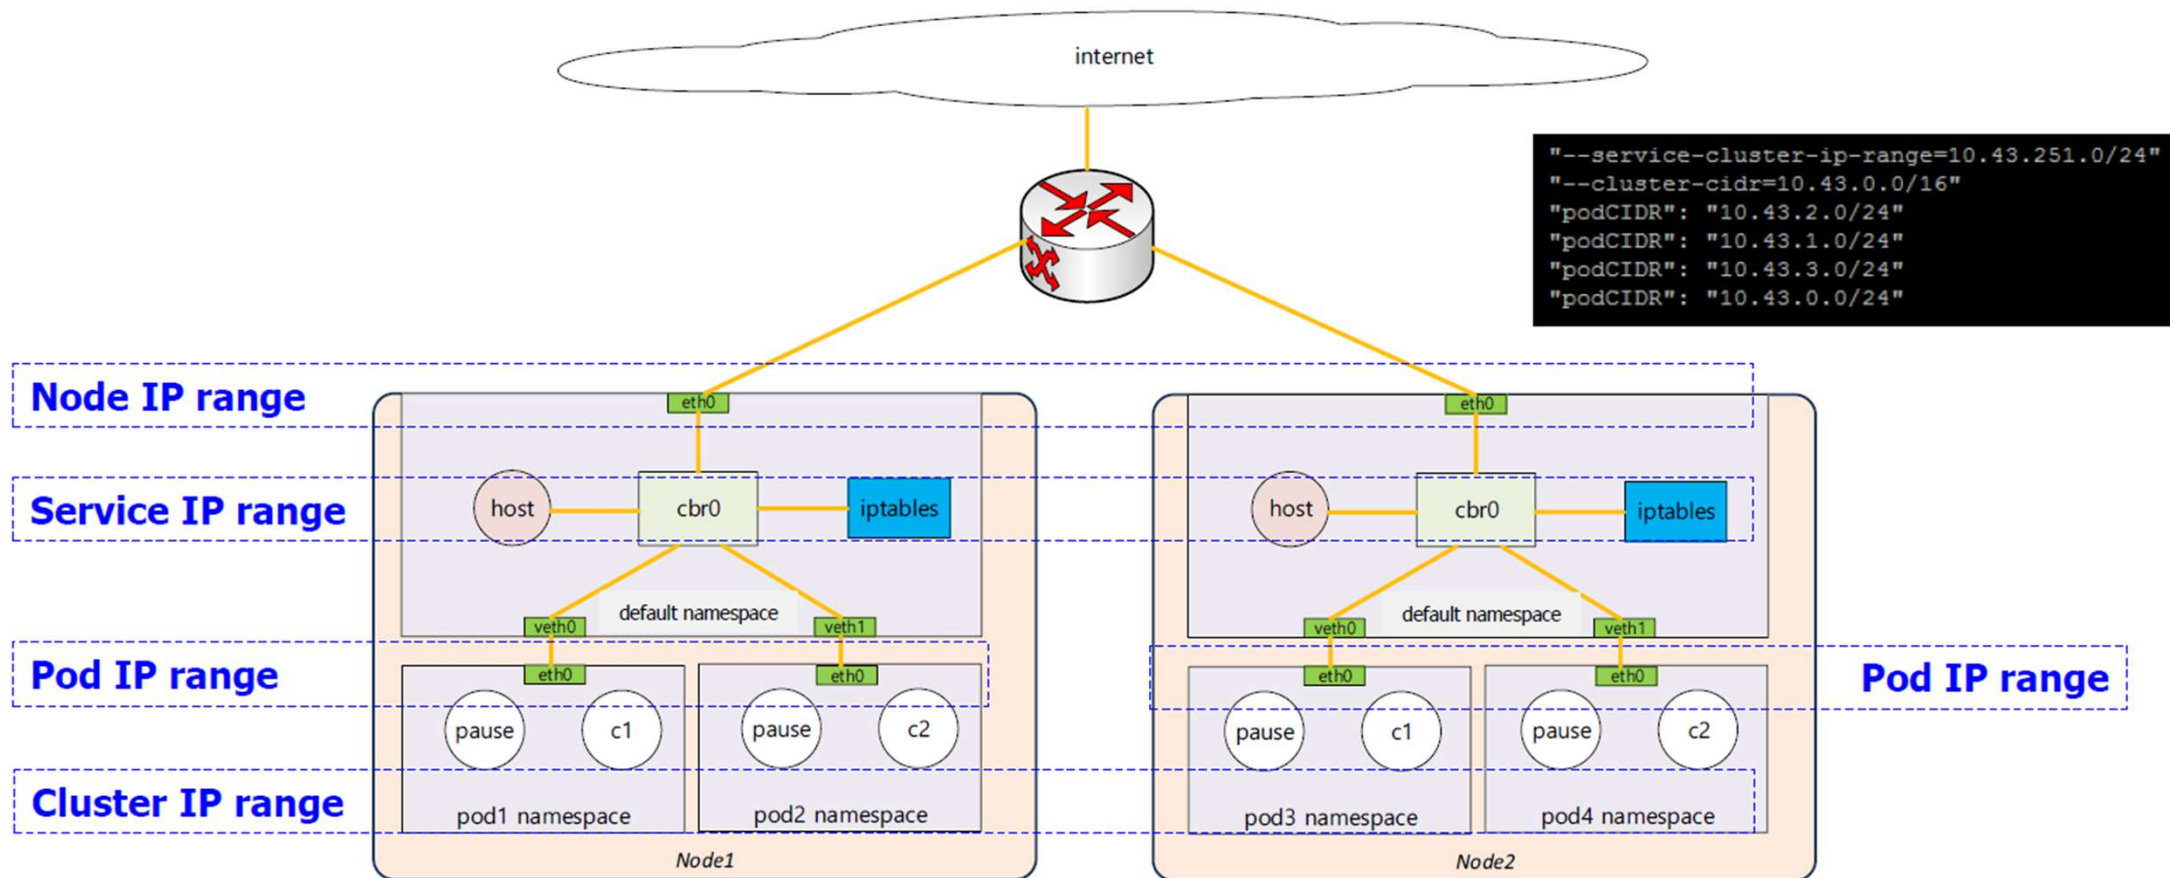 internet
"--service-cluster-ip-range=10.43.251.0/24"
"--cluster-cidr=10.43.0.0/16"
"podCIDR": "10.43.2.0/24"
"podCIDR": "10.43.1.0/24"
"podCIDR": "10.43.3.0/24"
"podCIDR": "10.43.0.0/24"
Node IP range
eth0
eth0
Service IP range
host
cbr0
iptables
host
cbr0
iptables
default namespace
default namespace
veth0
veth1
veth0
veth1
Pod IP range
eth0
eth0
eth0
eth0
Pod IP range
pause
c1
pause
c2
pause
c1
pause
c2
Cluster IP range
pod1 namespace
pod2 namespace
pod3 namespace
pod4 namespace
Node1
Node2